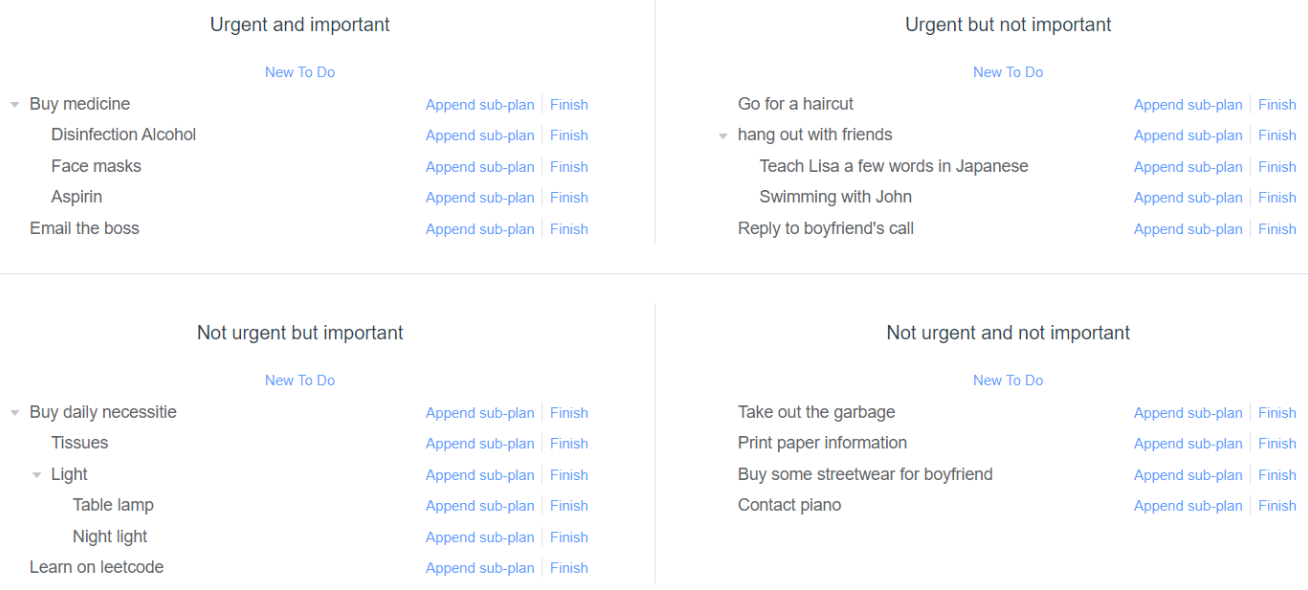 Urgent and important
New To Do
Buy medicine Append sub-plan Finish
Disinfection Alcohol Append sub-plan Finish
Face masks Append sub-plan Finish
Aspirin Append sub-plan Finish
Email the boss Append sub-plan Finish
Urgent but not important
New To Do
Go for a haircut Append sub-plan Finish
hang out with friends Append sub-plan Finish
Teach Lisa a few words in Japanese Append sub-plan Finish
Swimming with John Append sub-plan Finish
Reply to boyfriend's call Append sub-plan Finish
Not urgent but important
New To Do
Buy daily necessitie Append sub-plan Finish
Tissues Append sub-plan Finish
Light Append sub-plan Finish
Table lamp Append sub-plan Finish
Night light Append sub-plan Finish
Learn on leetcode Append sub-plan Finish
Not urgent and not important
New To Do
Take out the garbage Append sub-plan Finish
Print paper information Append sub-plan Finish
Buy some streetwear for boyfriend Append sub-plan Finish
Contact piano Append sub-plan Finish